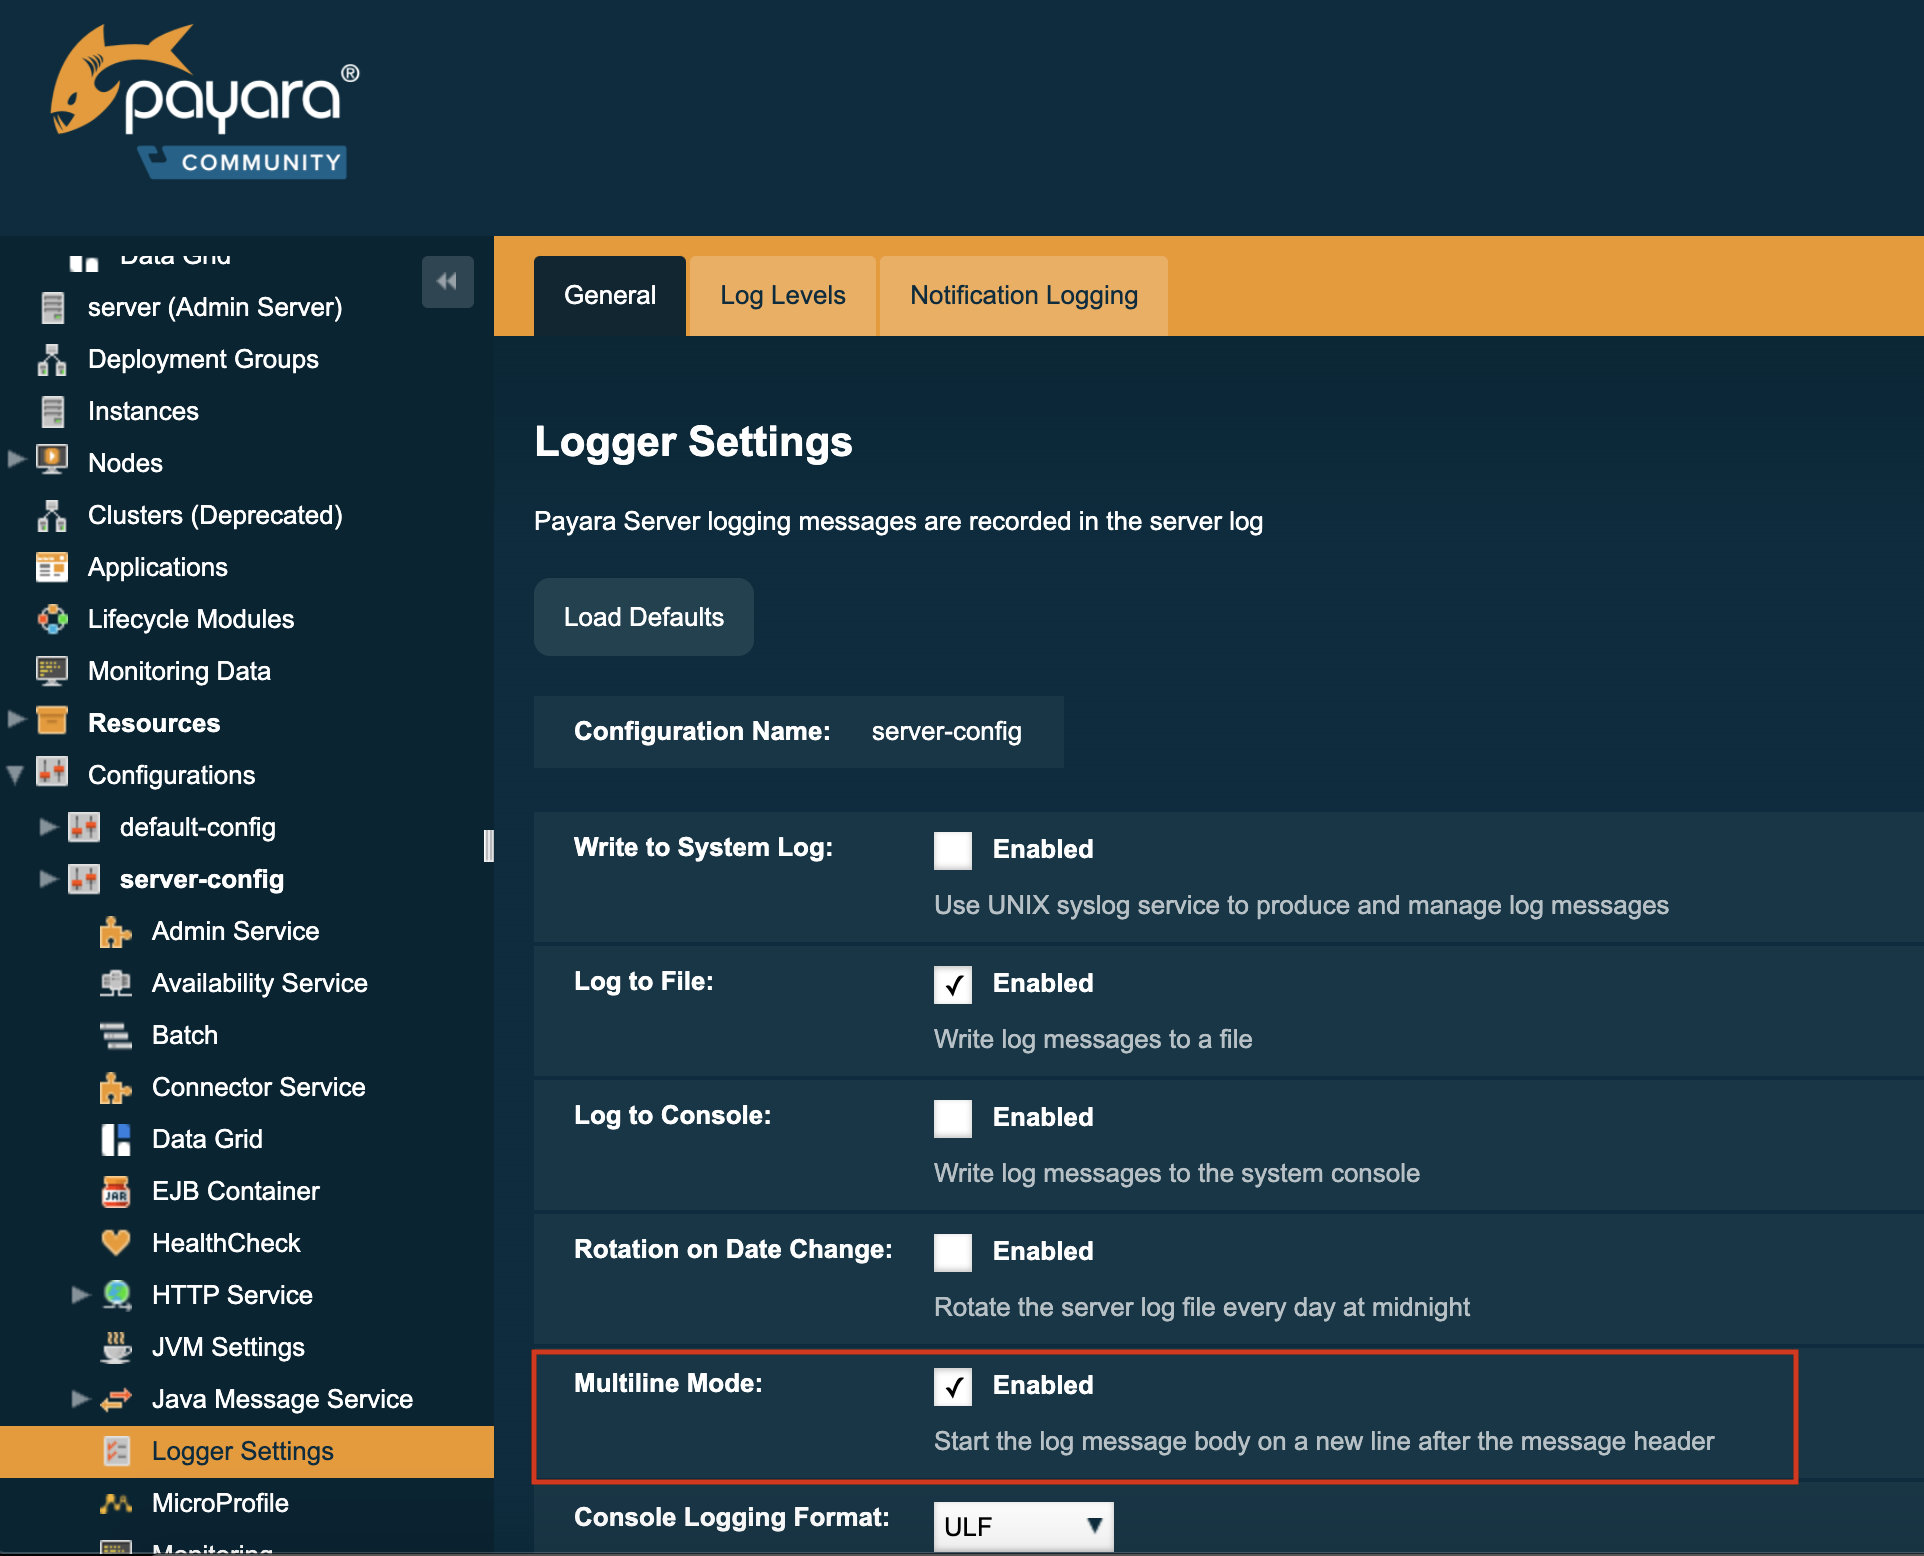 payara®
COMMUNITY
Data Grid
server (Admin Server)
Deployment Groups
Instances
Nodes
Clusters (Deprecated)
Applications
Lifecycle Modules
Monitoring Data
Resources
Configurations
default-config
server-config
Admin Service
Availability Service
Batch
Connector Service
Data Grid
JAR
EJB Container
HealthCheck
HTTP Service
JVM Settings
Java Message Service
Logger Settings
MicroProfile
Monitoring
General
Log Levels
Notification Logging
Logger Settings
Payara Server logging messages are recorded in the server log
Load Defaults
Configuration Name: server-config
Write to System Log: Enabled
Use UNIX syslog service to produce and manage log messages
Log to File: Enabled
Write log messages to a file
Log to Console: Enabled
Write log messages to the system console
Rotation on Date Change: Enabled
Rotate the server log file every day at midnight
Multiline Mode: Enabled
Start the log message body on a new line after the message header
Console Logging Format: ULF